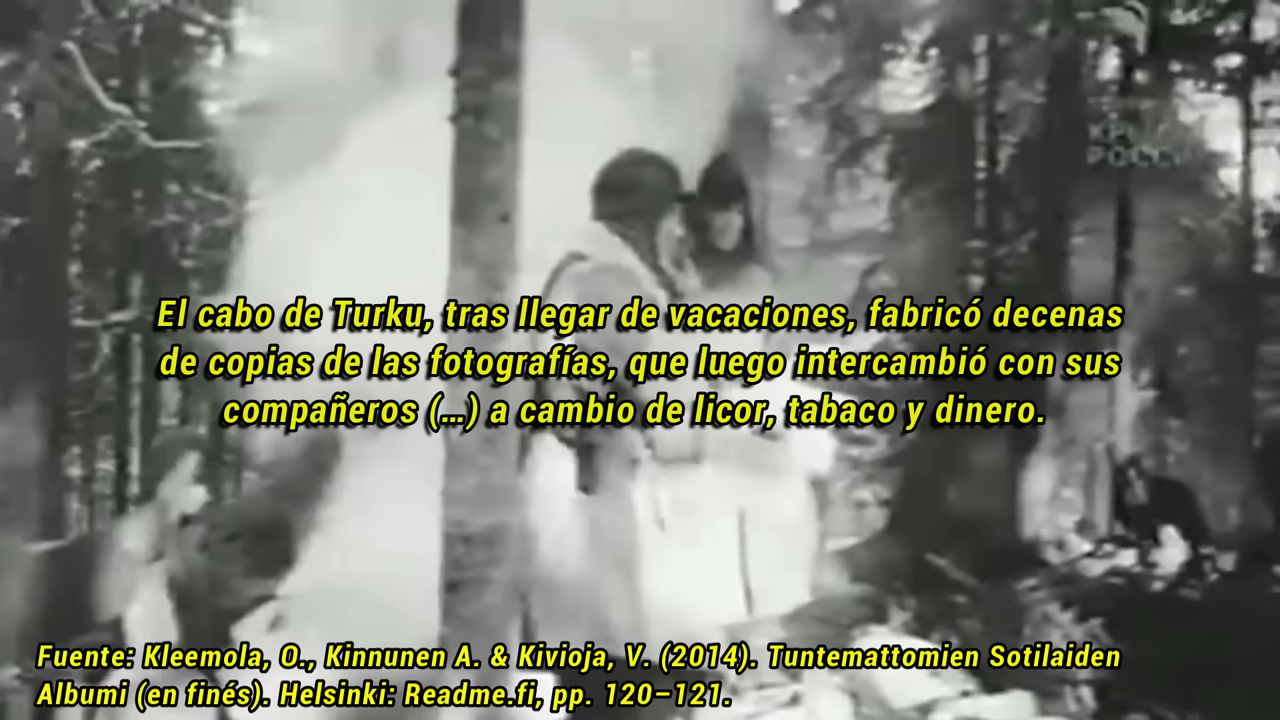 El cabo de Turku, tras llegar de vacaciones, fabricó decenas
de copias de las fotografías, que luego intercambió con sus
compañeros (...) a cambio de licor, tabaco y dinero.
Fuente: Kleemola, O., Kinnunen A. & Kivioja, V. (2014). Tuntemattomien Sotilaiden
Albumi (en finés). Helsinki: Readme.fi, pp. 120–121.